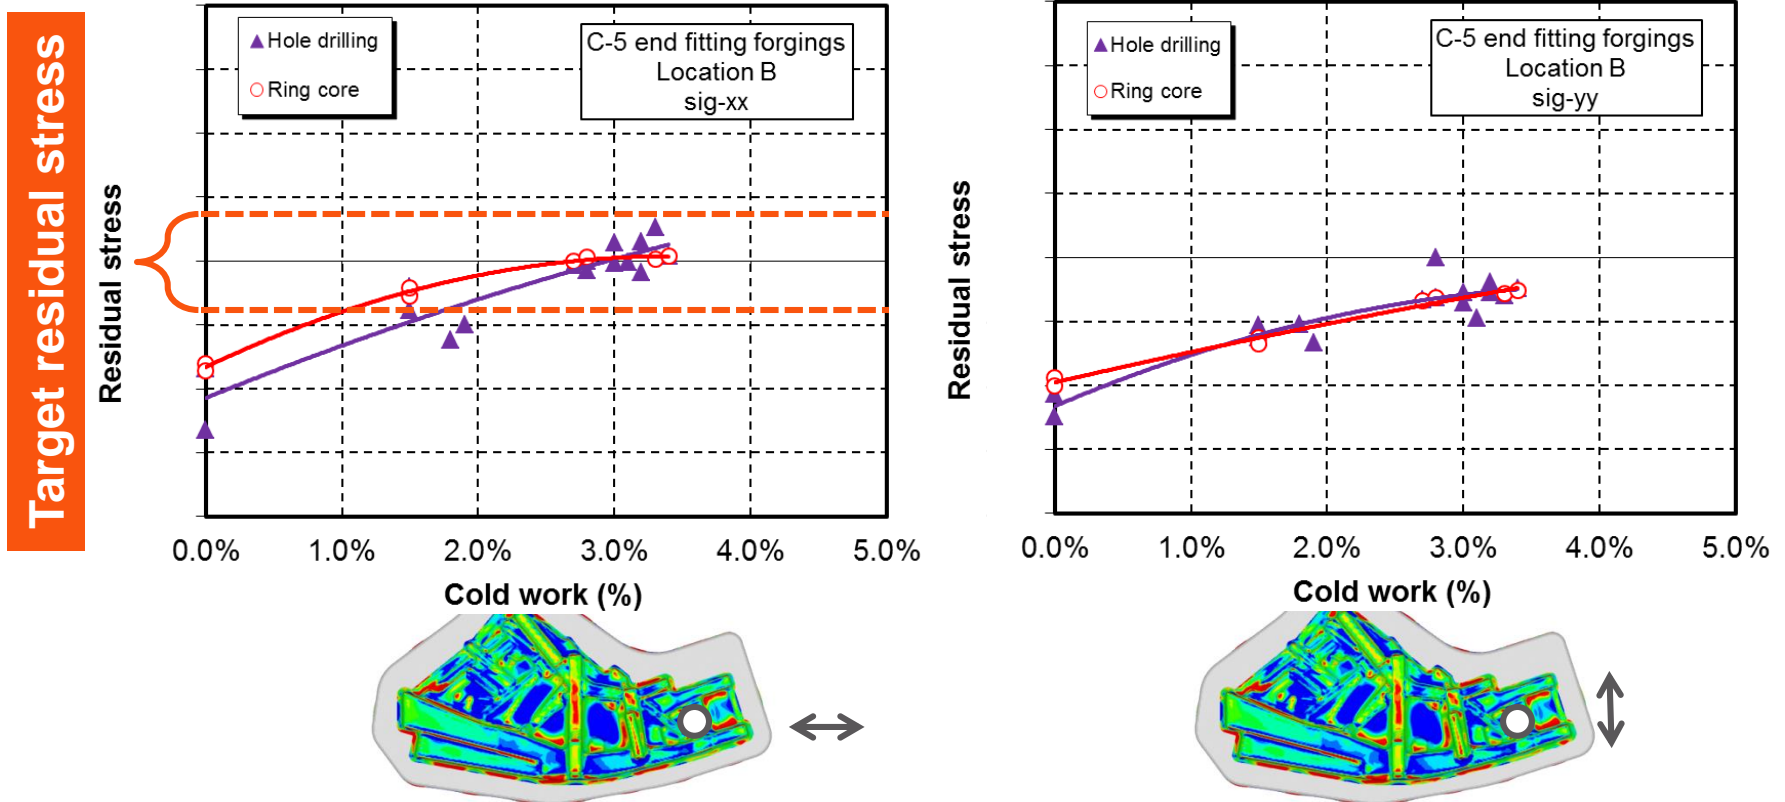 Target residual stress
Residual stress
Hole drilling
Ring core
C-5 end fitting forgings
Location B
sig-xx
0.0%
1.0%
2.0%
3.0%
4.0%
5.0%
Cold work (%)
Residual stress
Hole drilling
Ring core
C-5 end fitting forgings
Location B
sig-yy
0.0%
1.0%
2.0%
3.0%
4.0%
5.0%
Cold work (%)